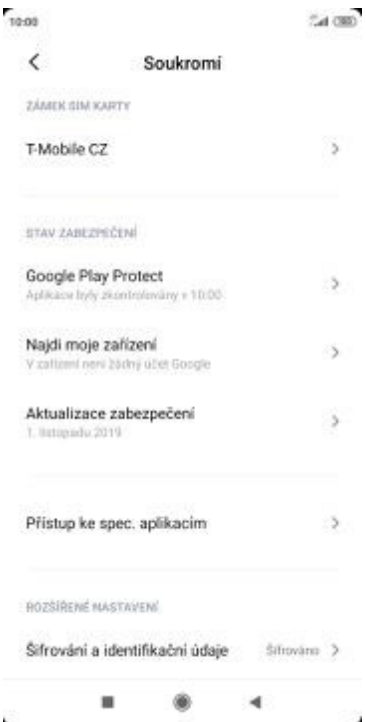 10:00
Soukromí
ZÁMEK SIM KARTY
T-Mobile CZ
STAV ZABEZPEČENÍ
Google Play Protect
Aplikace byly zkontrolovány v 10:00
Najdi moje zařízení
V zařízení není žádný účet Google
Aktualizace zabezpečení
1. listopadu 2019
Přístup ke spec. aplikacím
ROZŠÍŘENÉ NASTAVENÍ
Šifrování a identifikační údaje Šifrováno